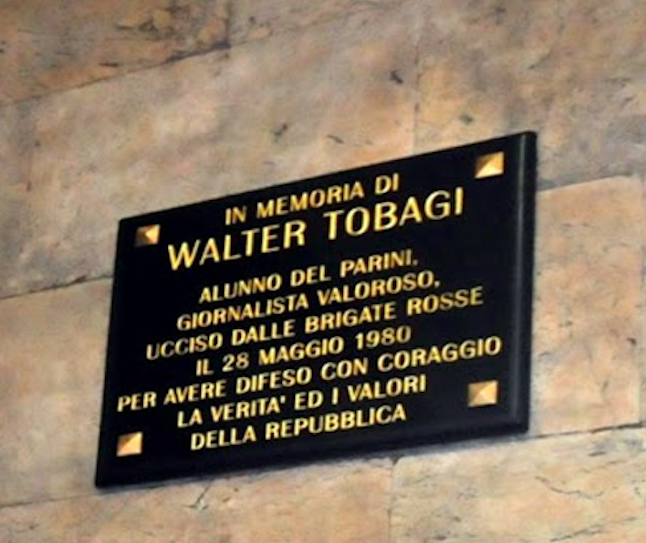 IN MEMORIA DI
WALTER TOBAGI
ALUNNO DEL PARINI,
GIORNALISTA VALOROSO,
UCCISO DALLE BRIGATE ROSSE
IL 28 MAGGIO 1980
PER AVERE DIFESO CON CORAGGIO
LA VERITA' ED I VALORI
DELLA REPUBBLICA